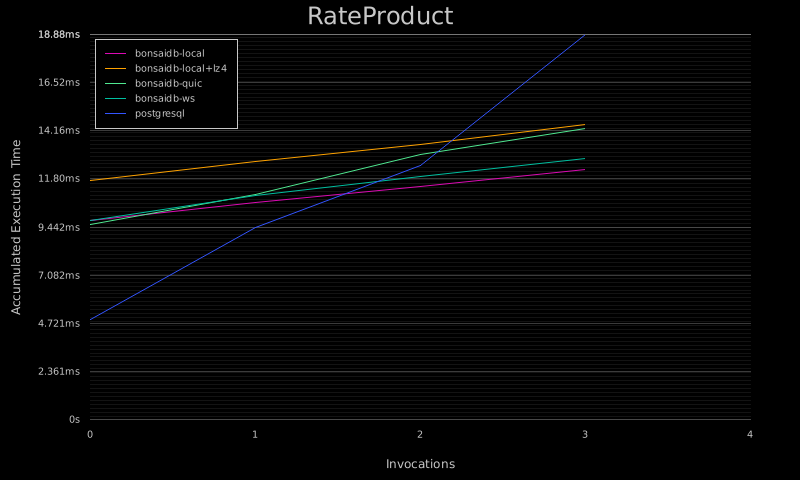 RateProduct
18.88ms
bonsaidb-local
bonsaidb-local+lz4
bonsaidb-quic
bonsaidb-ws
postgresql
16.52ms
14.16ms
11.80ms
9.442ms
7.082ms
4.721ms
2.361ms
0s
Accumulated Execution Time
0 1 2 3 4
Invocations